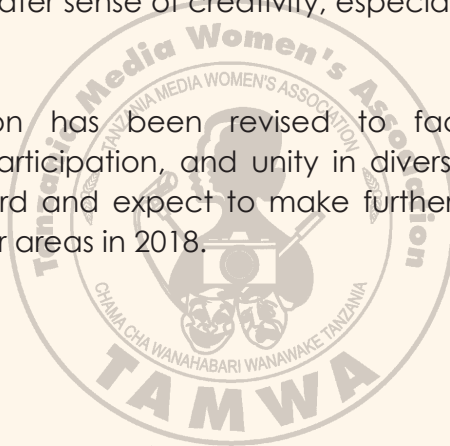 ater sense of creativity, especia
on has been revised to fac
articipation, and unity in divers
rd and expect to make further
r areas in 2018.
Tanzania Media Women's Association
TANZANIA MEDIA WOMEN'S ASSOCIATION
CHAMA CHA WANAHABARI WANAWAKE TANZANIA
TAMWA